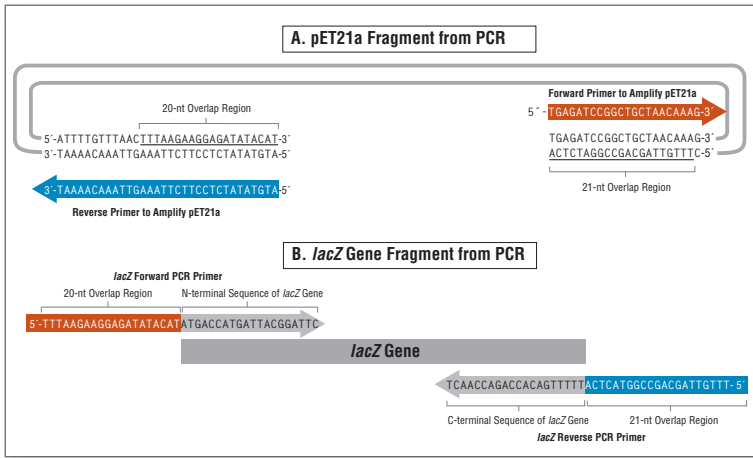 A. pET21a Fragment from PCR
20-nt Overlap Region
5´-ATTTTGTTTAACTTTAAGAAGGAGATATACAT-3´
3´-TAAAACAAATTGAAATTCTTCCTCTATATGTA-5´
3´-TAAAACAAATTGAAATTCTTCCTCTATATGTA-5´
Reverse Primer to Amplify pET21a
Forward Primer to Amplify pET21a
5´-TGAGATCCGGCTGCTAACAAAG-3´
TGAGATCCGGCTGCTAACAAAG-3´
ACTCTAGGCCGACGATTGTTTC-5´
21-nt Overlap Region
B. lacZ Gene Fragment from PCR
lacZ Forward PCR Primer
20-nt Overlap Region N-terminal Sequence of lacZ Gene
5´-TTTAAGAAGGAGATATACATATGACCATGATTACGGATTC
lacZ Gene
TCAACCAGACCACAGTTTTTACTCATGGCCGACGATTGTTT-5´
C-terminal Sequence of lacZ Gene 21-nt Overlap Region
lacZ Reverse PCR Primer